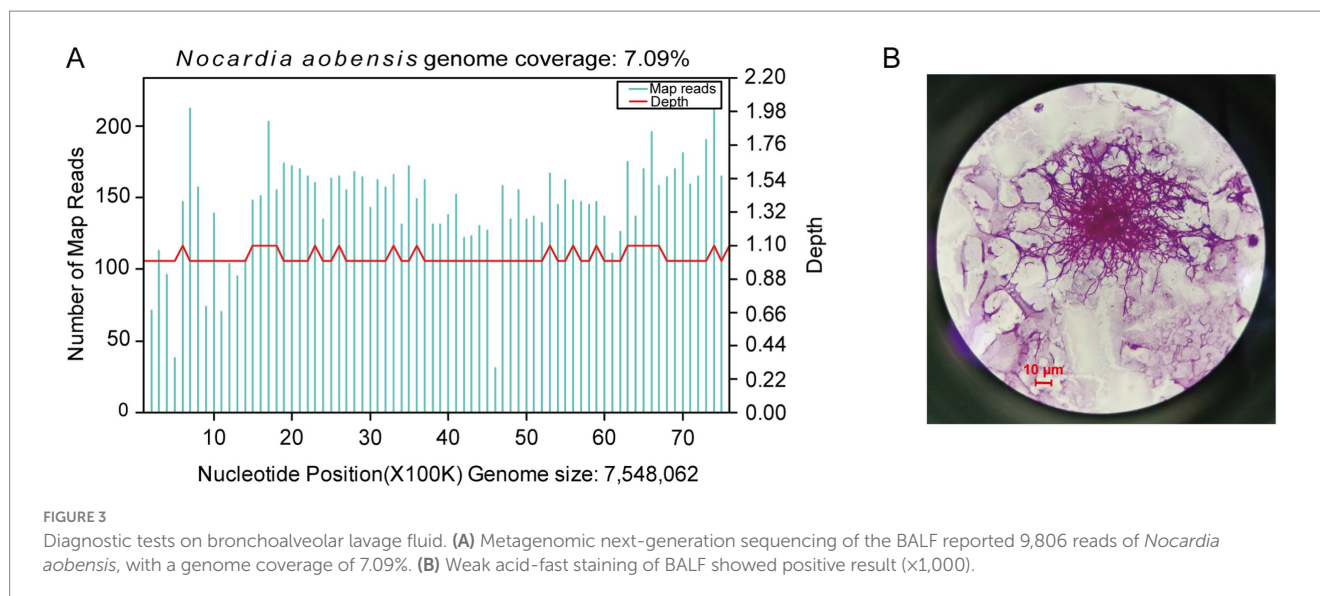 A
Nocardia aobensis genome coverage: 7.09%
Map reads
Depth
Number of Map Reads
200
150
100
50
0
2.20
1.98
1.76
1.54
1.32
1.10
0.88
0.66
0.44
0.22
0.00
Depth
10 20 30 40 50 60 70
Nucleotide Position(X100K) Genome size: 7,548,062
B
10 µm
FIGURE 3
Diagnostic tests on bronchoalveolar lavage fluid. (A) Metagenomic next-generation sequencing of the BALF reported 9,806 reads of Nocardia
aobensis, with a genome coverage of 7.09%. (B) Weak acid-fast staining of BALF showed positive result (×1,000).